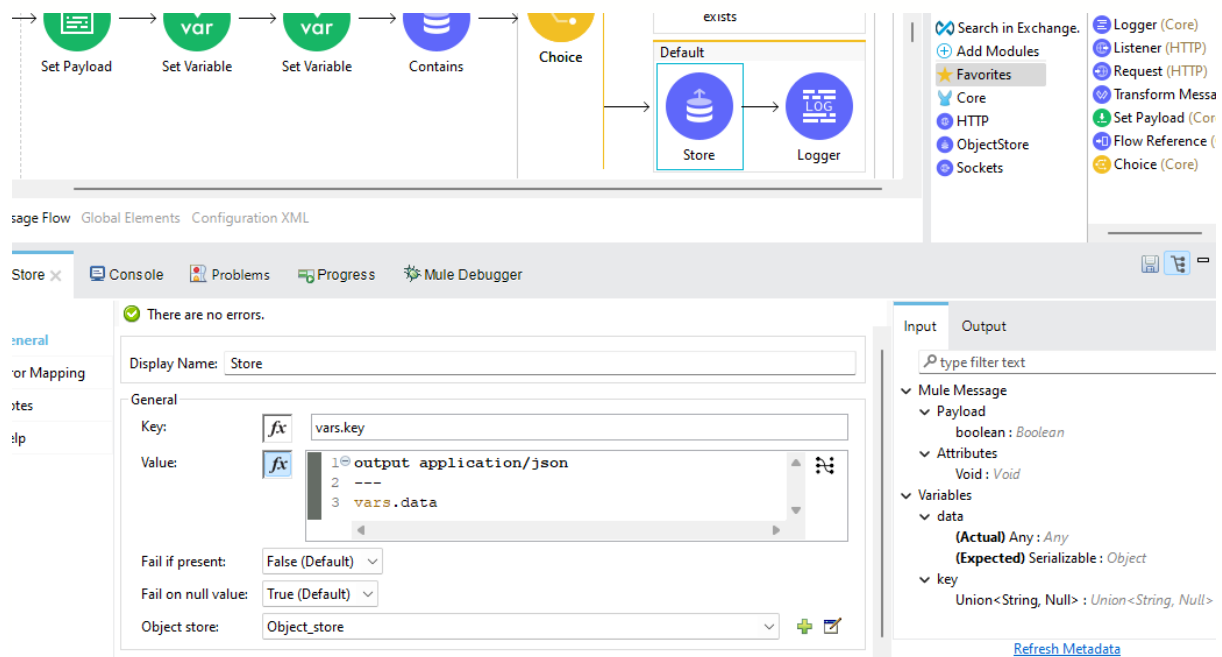 exists
Set Payload
var
Set Variable
var
Set Variable
Contains
Choice
Default
Store
LOG
Logger
Search in Exchange.
Add Modules
Favorites
Core
HTTP
ObjectStore
Sockets
Logger (Core)
Listener (HTTP)
Request (HTTP)
Transform Messa
Set Payload (Cor
Flow Reference (
Choice (Core)
sage Flow Global Elements Configuration XML
Store Console Problems Progress Mule Debugger
There are no errors.
eneral
or Mapping
otes
elp
Display Name: Store
General
Key: fx vars.key
Value: fx
1 output application/json
2 ---
3 vars.data
Fail if present: False (Default)
Fail on null value: True (Default)
Object store: Object_store
Input Output
type filter text
Mule Message
Payload
boolean : Boolean
Attributes
Void : Void
Variables
data
(Actual) Any : Any
(Expected) Serializable : Object
key
Union<String, Null> : Union<String, Null>
Refresh Metadata